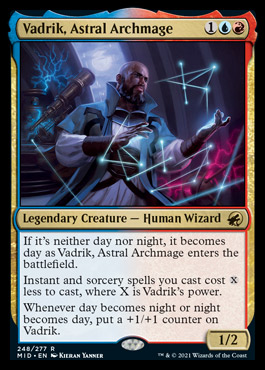 Vadrik, Astral Archmage 1
Legendary Creature — Human Wizard
If it's neither day nor night, it becomes
day as Vadrik, Astral Archmage enters the
battlefield.
Instant and sorcery spells you cast cost X
less to cast, where X is Vadrik's power.
Whenever day becomes night or night
becomes day, put a +1/+1 counter on
Vadrik.
1/2
248/277 R
MID • EN KIERAN YANNER ™ & © 2021 Wizards of the Coast